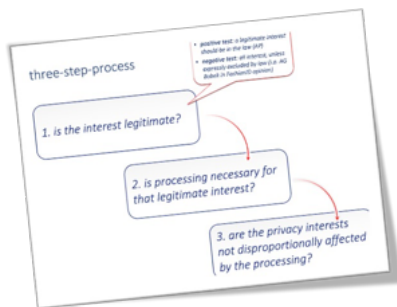 • positive test: a legitimate interest
should be in the law (AP)
• negative test: all interest, unless
expressly excluded by law (i.e. AG
Bobek in FashionID opinion)
three-step-process
1. is the interest legitimate?
2. is processing necessary for
that legitimate interest?
3. are the privacy interests
not disproportionally affected
by the processing?